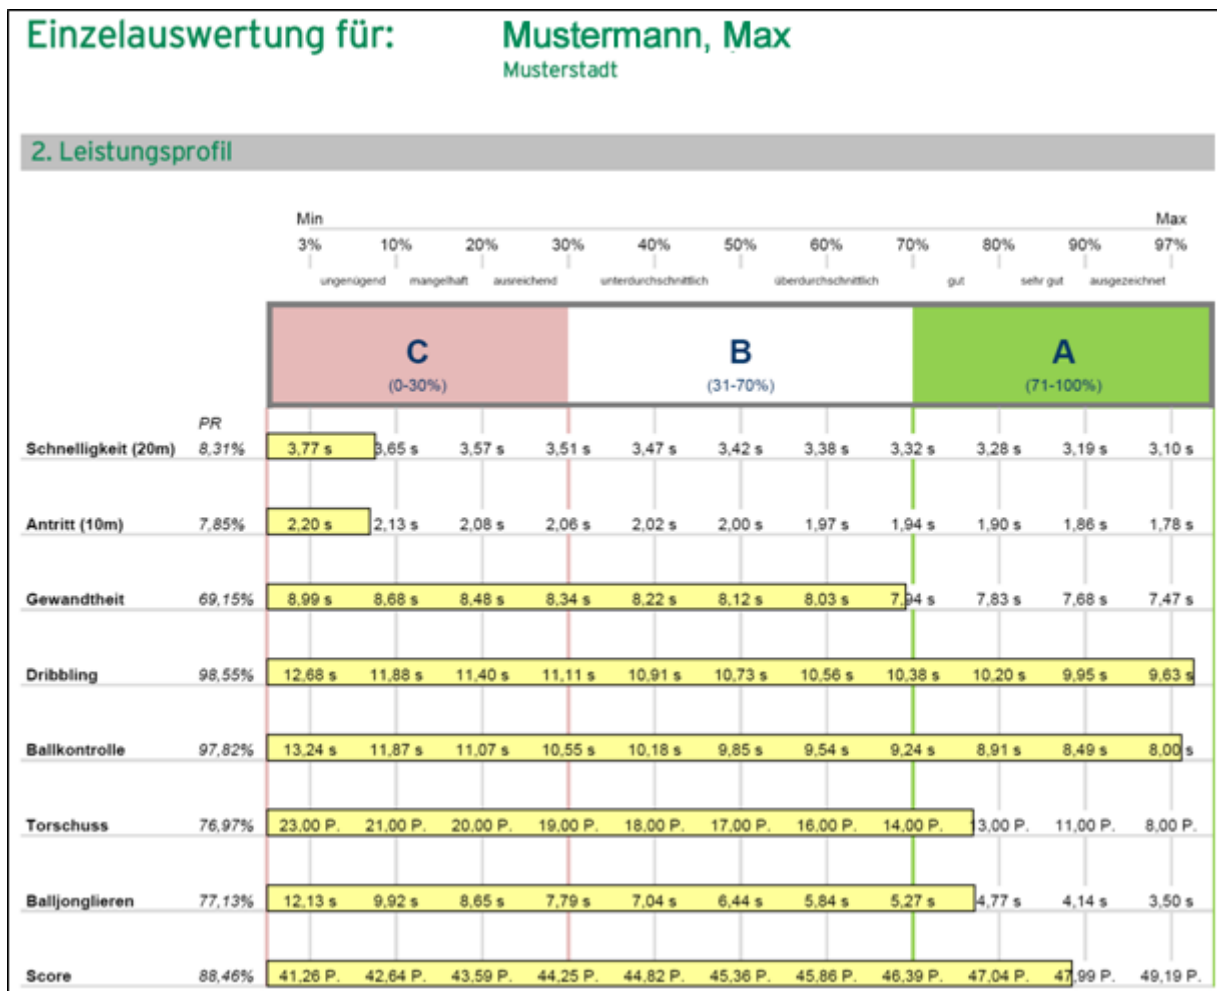 Einzelauswertung für: Mustermann, Max
Musterstadt
2. Leistungsprofil
Min Max
3% 10% 20% 30% 40% 50% 60% 70% 80% 90% 97%
ungenügend mangelhaft ausreichend unterdurchschnittlich überdurchschnittlich gut sehr gut ausgezeichnet
C B A
(0-30%) (31-70%) (71-100%)
PR
Schnelligkeit (20m) 8,31% 3,77 s 3,65 s 3,57 s 3,51 s 3,47 s 3,42 s 3,38 s 3,32 s 3,28 s 3,19 s 3,10 s
Antritt (10m) 7,85% 2,20 s 2,13 s 2,08 s 2,06 s 2,02 s 2,00 s 1,97 s 1,94 s 1,90 s 1,86 s 1,78 s
Gewandtheit 69,15% 8,99 s 8,68 s 8,48 s 8,34 s 8,22 s 8,12 s 8,03 s 7,94 s 7,83 s 7,68 s 7,47 s
Dribbling 98,55% 12,68 s 11,88 s 11,40 s 11,11 s 10,91 s 10,73 s 10,56 s 10,38 s 10,20 s 9,95 s 9,63 s
Ballkontrolle 97,82% 13,24 s 11,87 s 11,07 s 10,55 s 10,18 s 9,85 s 9,54 s 9,24 s 8,91 s 8,49 s 8,00 s
Torschuss 76,97% 23,00 P. 21,00 P. 20,00 P. 19,00 P. 18,00 P. 17,00 P. 16,00 P. 14,00 P. 13,00 P. 11,00 P. 8,00 P.
Balljonglieren 77,13% 12,13 s 9,92 s 8,65 s 7,79 s 7,04 s 6,44 s 5,84 s 5,27 s 4,77 s 4,14 s 3,50 s
Score 88,46% 41,26 P. 42,64 P. 43,59 P. 44,25 P. 44,82 P. 45,36 P. 45,86 P. 46,39 P. 47,04 P. 47,99 P. 49,19 P.